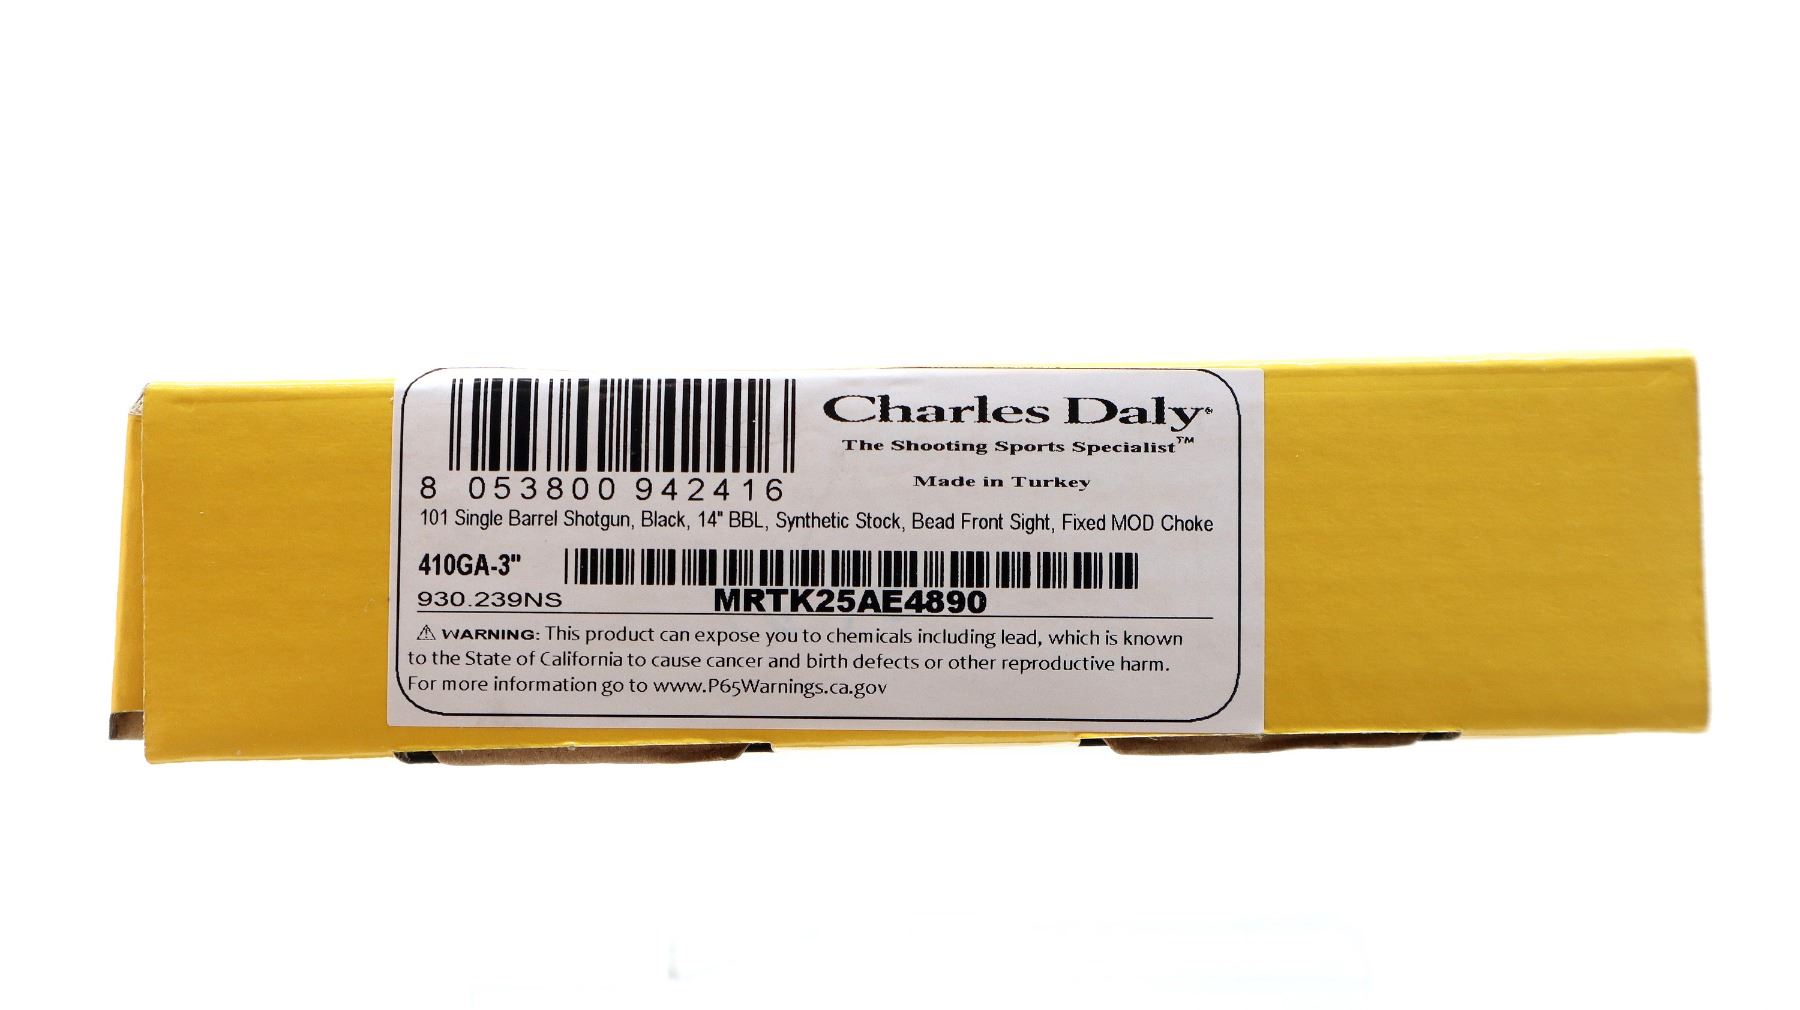 Charles Daly®
The Shooting Sports Specialist™
Made in Turkey
8 053800 942416
101 Single Barrel Shotgun, Black, 14" BBL, Synthetic Stock, Bead Front Sight, Fixed MOD Choke
410GA-3"
930.239NS
MRTK25AE4890
⚠ WARNING: This product can expose you to chemicals including lead, which is known
to the State of California to cause cancer and birth defects or other reproductive harm.
For more information go to www.P65Warnings.ca.gov